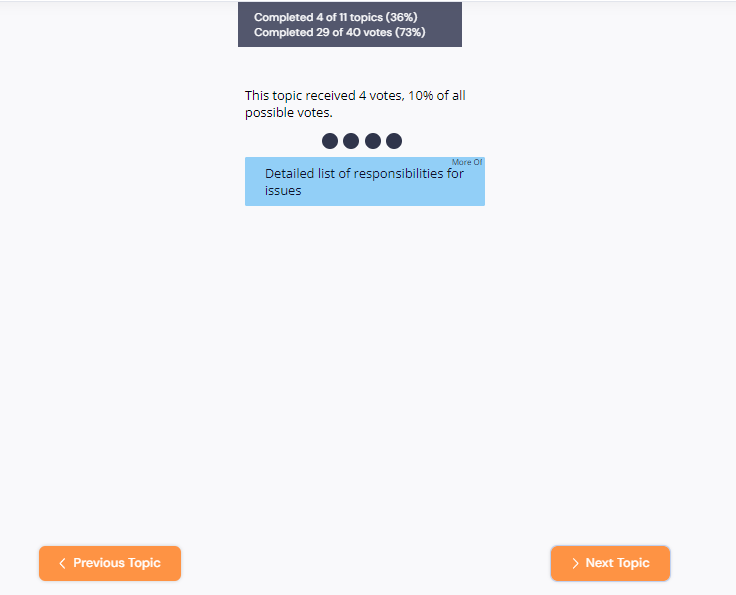 Completed 4 of 11 topics (36%)
Completed 29 of 40 votes (73%)
This topic received 4 votes, 10% of all
possible votes.
More Of
Detailed list of responsibilities for
issues
Previous Topic
Next Topic